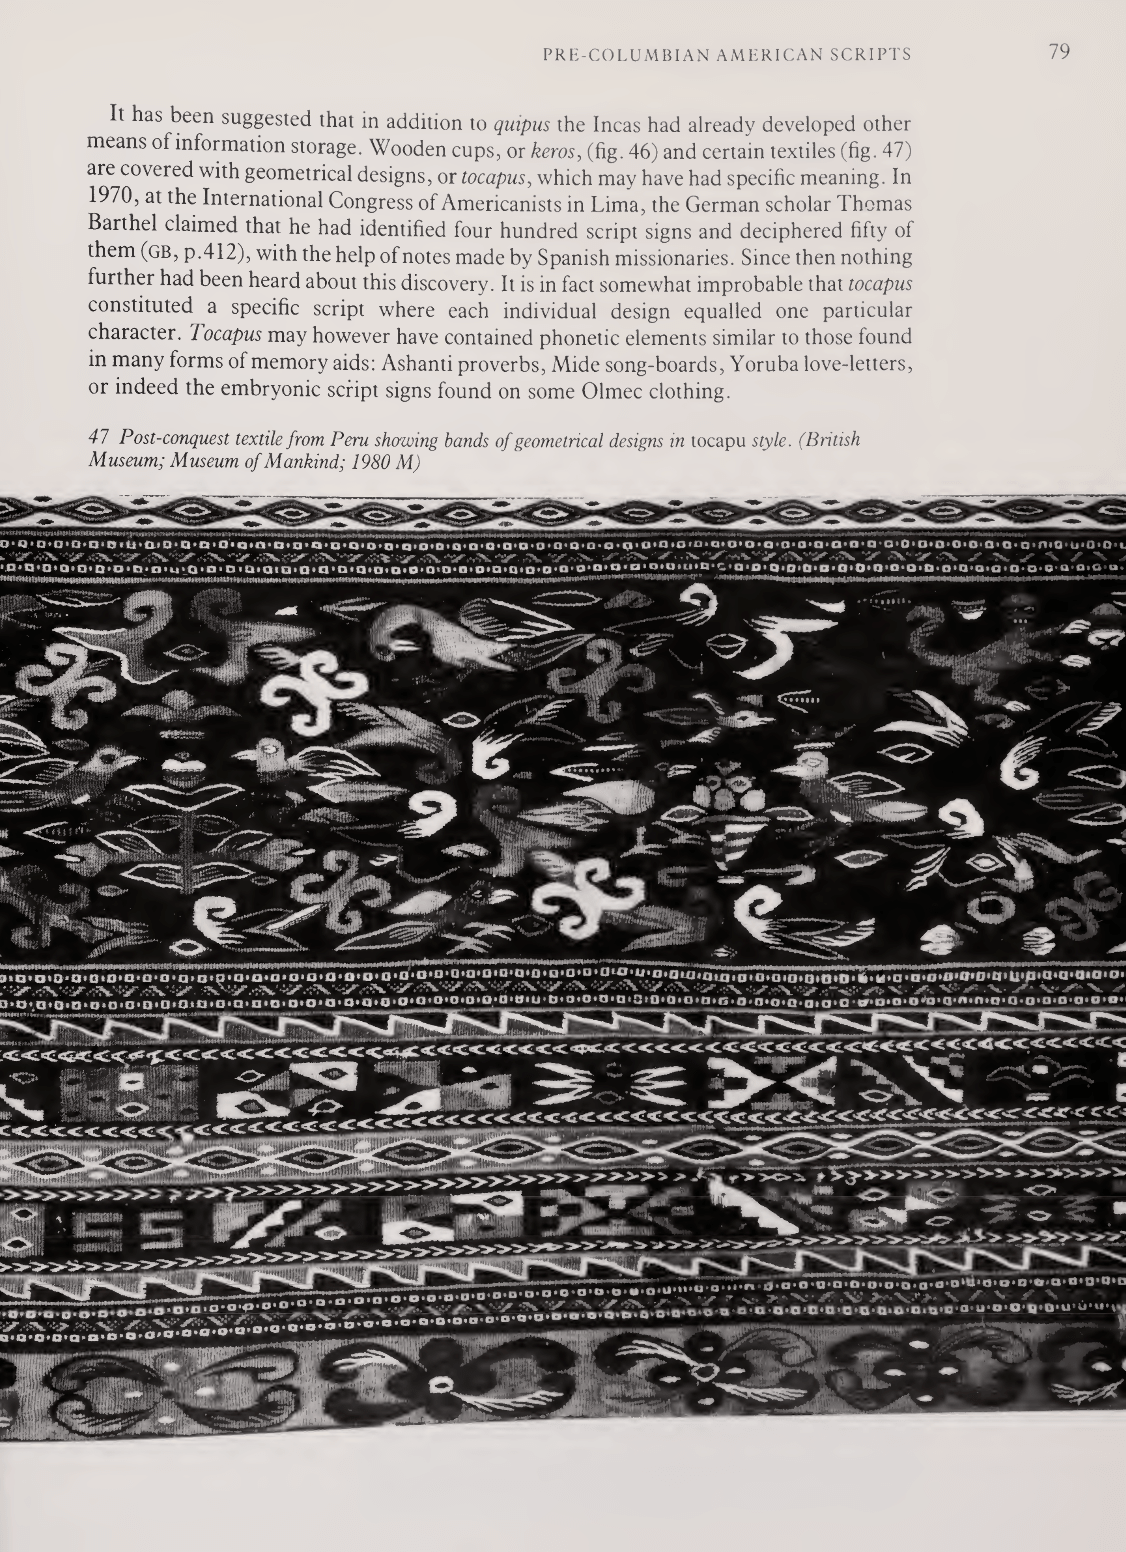 PRE-COLUMBIAN AMERICAN SCRIPTS 79
It has been suggested that in addition to quipus the Incas had already developed other
means of information storage. Wooden cups, or keros, (fig. 46) and certain textiles (fig. 47)
are covered with geometrical designs, or tocapus, which may have had specific meaning. In
1970, at the International Congress of Americanists in Lima, the German scholar Thomas
Barthel claimed that he had identified four hundred script signs and deciphered fifty of
them (GB, p.412), with the help of notes made by Spanish missionaries. Since then nothing
further had been heard about this discovery. It is in fact somewhat improbable that tocapus
constituted a specific script where each individual design equalled one particular
character. Tocapus may however have contained phonetic elements similar to those found
in many forms of memory aids: Ashanti proverbs, Mide song-boards, Yoruba love-letters,
or indeed the embryonic script signs found on some Olmec clothing.
47 Post-conquest textile from Peru showing bands of geometrical designs in tocapu style. (British
Museum; Museum of Mankind; 1980 M)